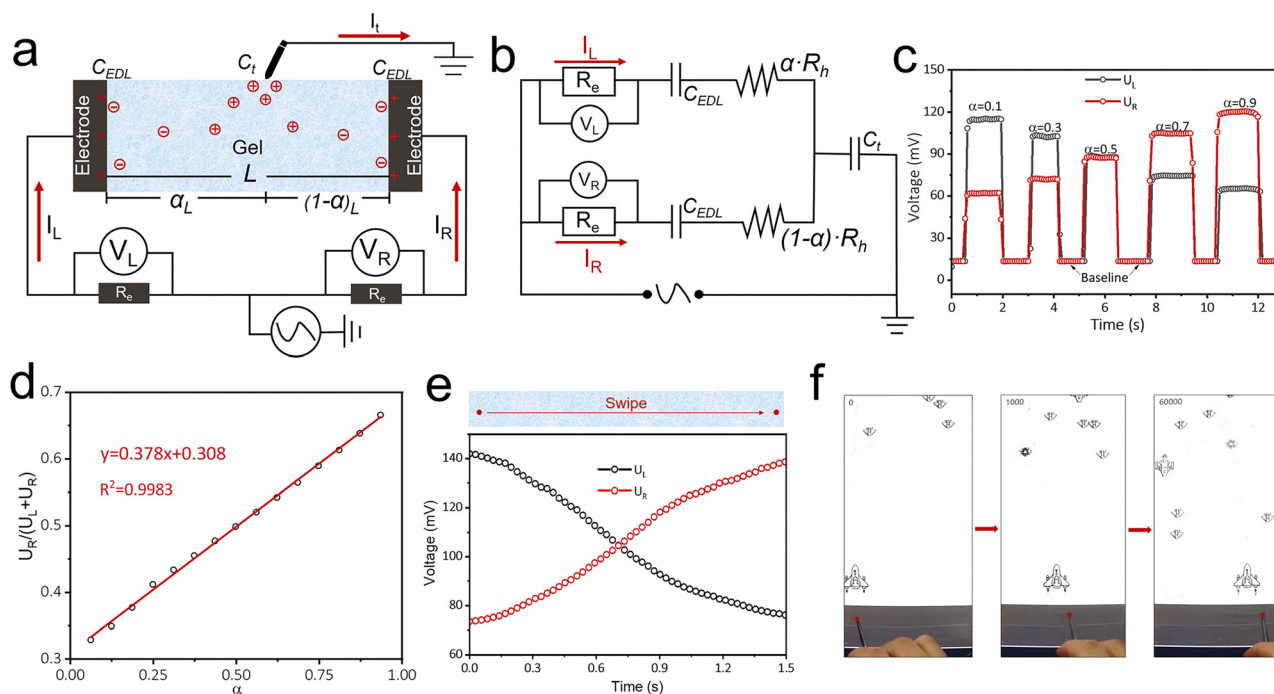 a
I_t
C_t
C_EDL
C_EDL
Electrode
Gel
L
α_L
(1-α)_L
Electrode
I_L
V_L
R_e
V_R
R_e
I_R
b
I_L
R_e
C_EDL
α·R_h
V_L
C_t
V_R
C_EDL
R_e
(1-α)·R_h
I_R
c
150
120
90
60
30
0
Voltage (mV)
U_L
U_R
α=0.1
α=0.3
α=0.5
α=0.7
α=0.9
Baseline
0
2
4
6
8
10
12
Time (s)
d
0.7
0.6
0.5
0.4
0.3
U_R/(U_L+U_R)
y=0.378x+0.308
R²=0.9983
0.00
0.25
0.50
0.75
1.00
α
e
Swipe
140
120
100
80
60
Voltage (mV)
U_L
U_R
0.0
0.3
0.6
0.9
1.2
1.5
Time (s)
f
0
1000
60000